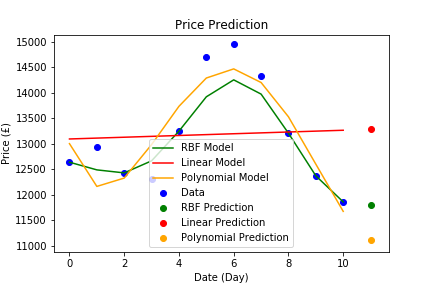 Price Prediction
15000
14500
14000
13500
13000
12500
12000
11500
11000
Price (£)
RBF Model
Linear Model
Polynomial Model
Data
RBF Prediction
Linear Prediction
Polynomial Prediction
0 2 4 6 8 10
Date (Day)